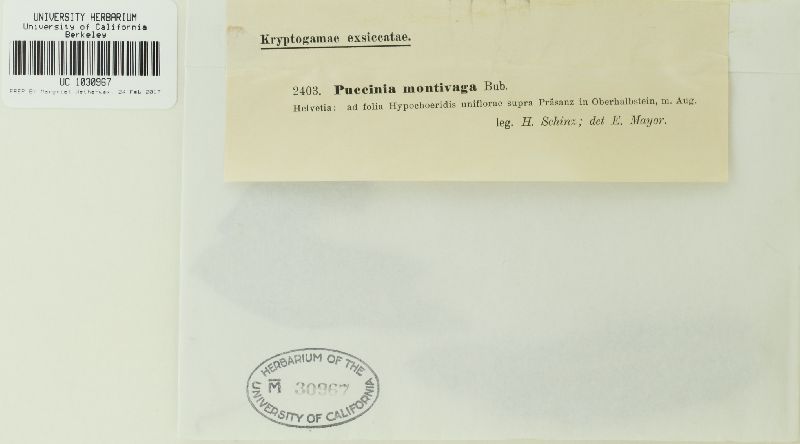 UNIVERSITY HERBARIUM
University of California
Berkeley
UC 1030967
Kryptogamae exsiccatae.
2403. Puccinia montivaga Bub.
Helvetia: ad folia Hypochoeridis uniflorae supra Präsanz in Oberhalbstein, m. Aug.
leg. H. Schinz; det E. Mayor.
HERBARIUM OF THE
M 30967
UNIVERSITY OF CALIFORNIA